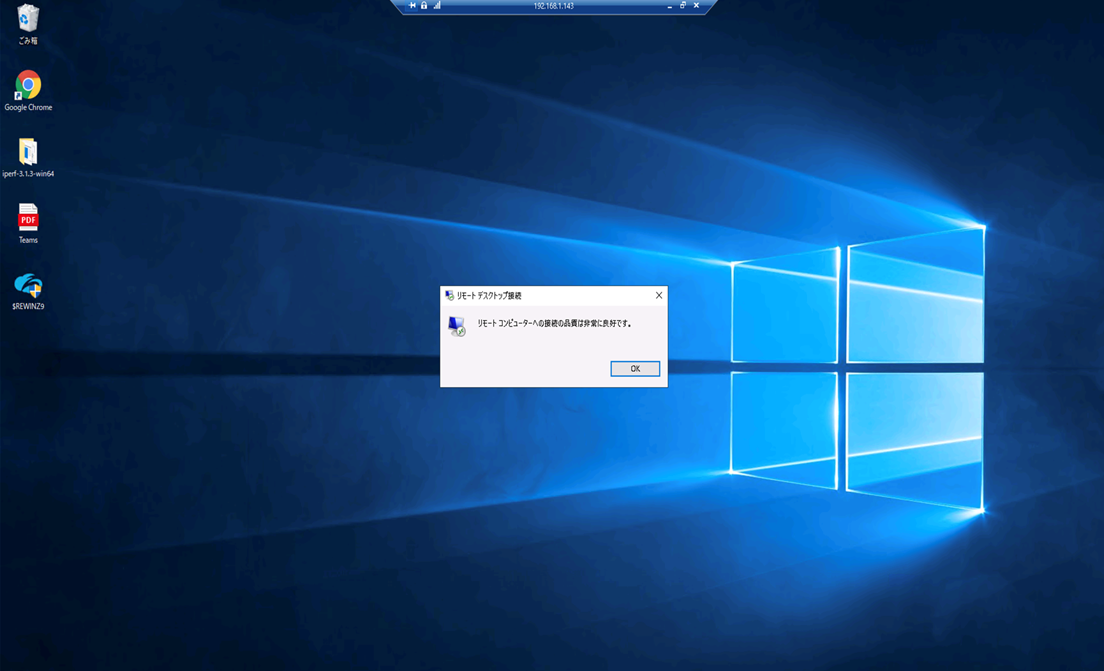 192.168.1.143
ごみ箱
Google Chrome
iperf-3.1.3-win64
PDF
Teams
$REWINZ9
リモート デスクトップ接続
リモート コンピューターへの接続の品質は非常に良好です。
OK